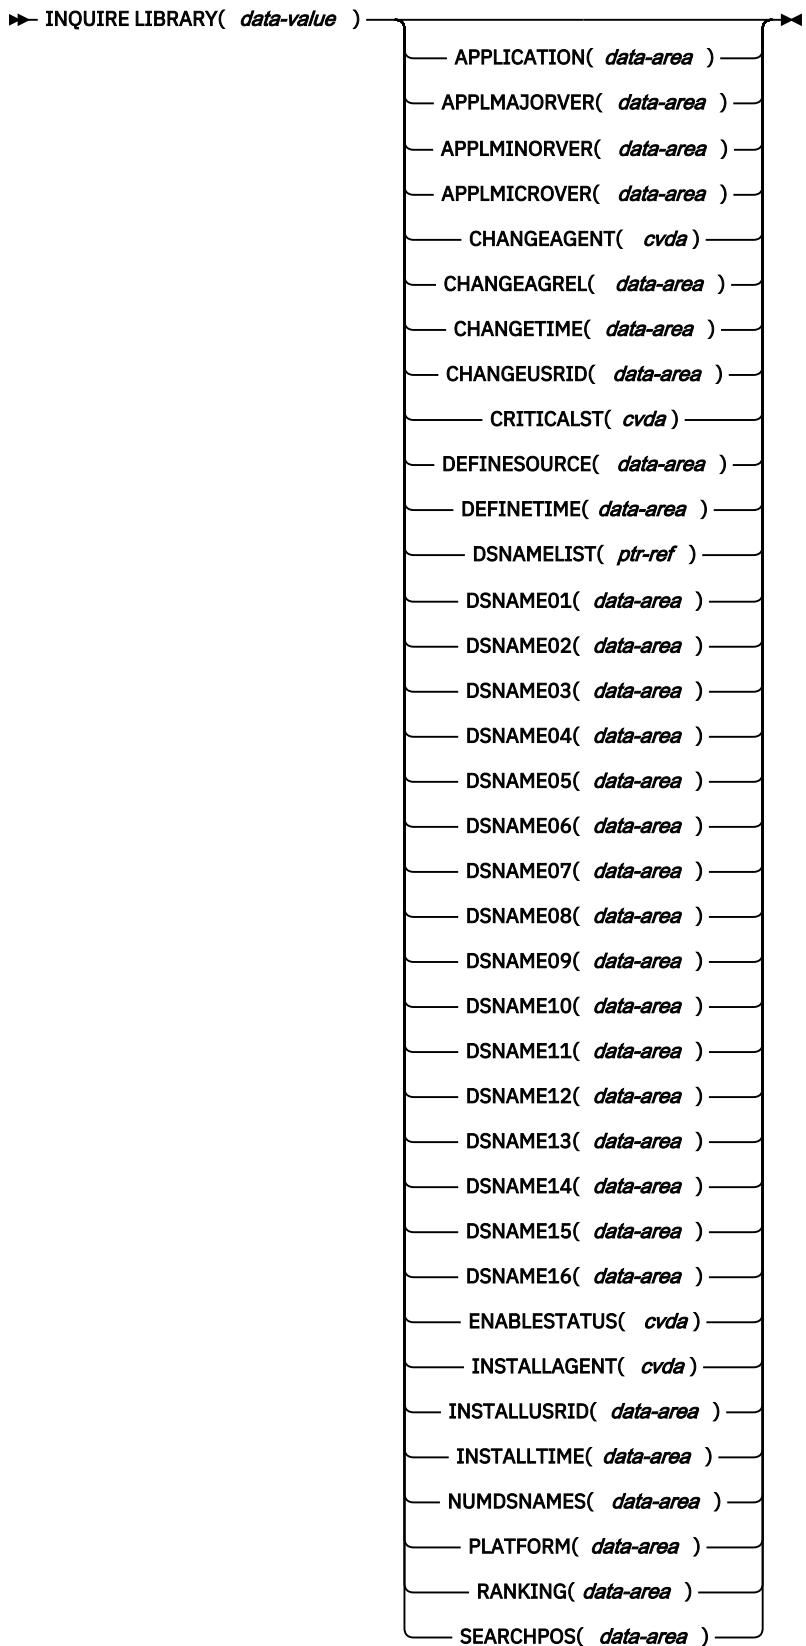 INQUIRE LIBRARY( data-value )
APPLICATION( data-area )
APPLMAJORVER( data-area )
APPLMINORVER( data-area )
APPLMICROVER( data-area )
CHANGEAGENT( cvda )
CHANGEAGREL( data-area )
CHANGETIME( data-area )
CHANGEUSRID( data-area )
CRITICALST( cvda )
DEFINESOURCE( data-area )
DEFINETIME( data-area )
DSNAMELIST( ptr-ref )
DSNAME01( data-area )
DSNAME02( data-area )
DSNAME03( data-area )
DSNAME04( data-area )
DSNAME05( data-area )
DSNAME06( data-area )
DSNAME07( data-area )
DSNAME08( data-area )
DSNAME09( data-area )
DSNAME10( data-area )
DSNAME11( data-area )
DSNAME12( data-area )
DSNAME13( data-area )
DSNAME14( data-area )
DSNAME15( data-area )
DSNAME16( data-area )
ENABLESTATUS( cvda )
INSTALLAGENT( cvda )
INSTALLUSRID( data-area )
INSTALLTIME( data-area )
NUMDSNAMES( data-area )
PLATFORM( data-area )
RANKING( data-area )
SEARCHPOS( data-area )